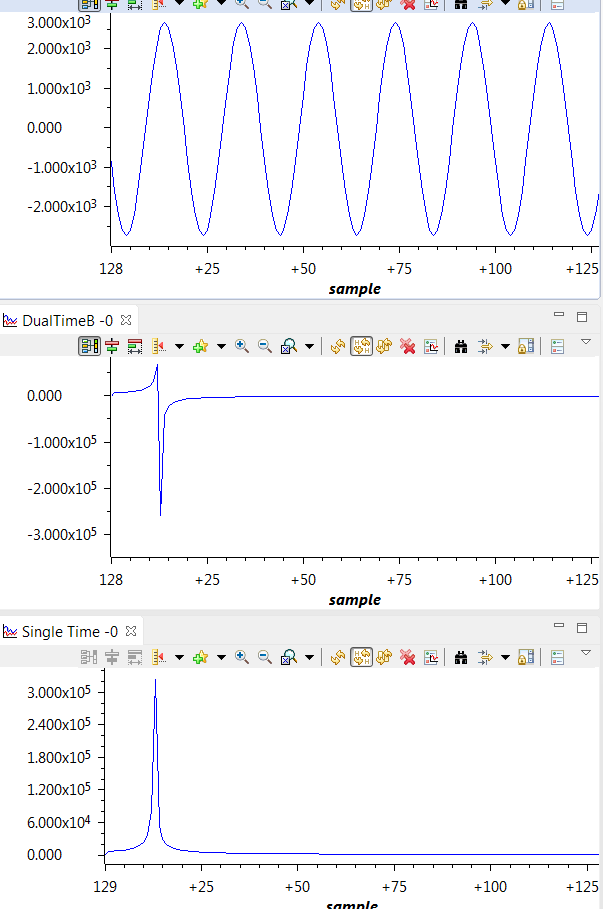 3.000x10³
2.000x10³
1.000x10³
0.000
-1.000x10³
-2.000x10³
128 +25 +50 +75 +100 +125
sample
DualTimeB -0
0.000
-1.000x10⁵
-2.000x10⁵
-3.000x10⁵
128 +25 +50 +75 +100 +125
sample
Single Time -0
3.000x10⁵
2.400x10⁵
1.800x10⁵
1.200x10⁵
6.000x10⁴
0.000
129 +25 +50 +75 +100 +125
sample